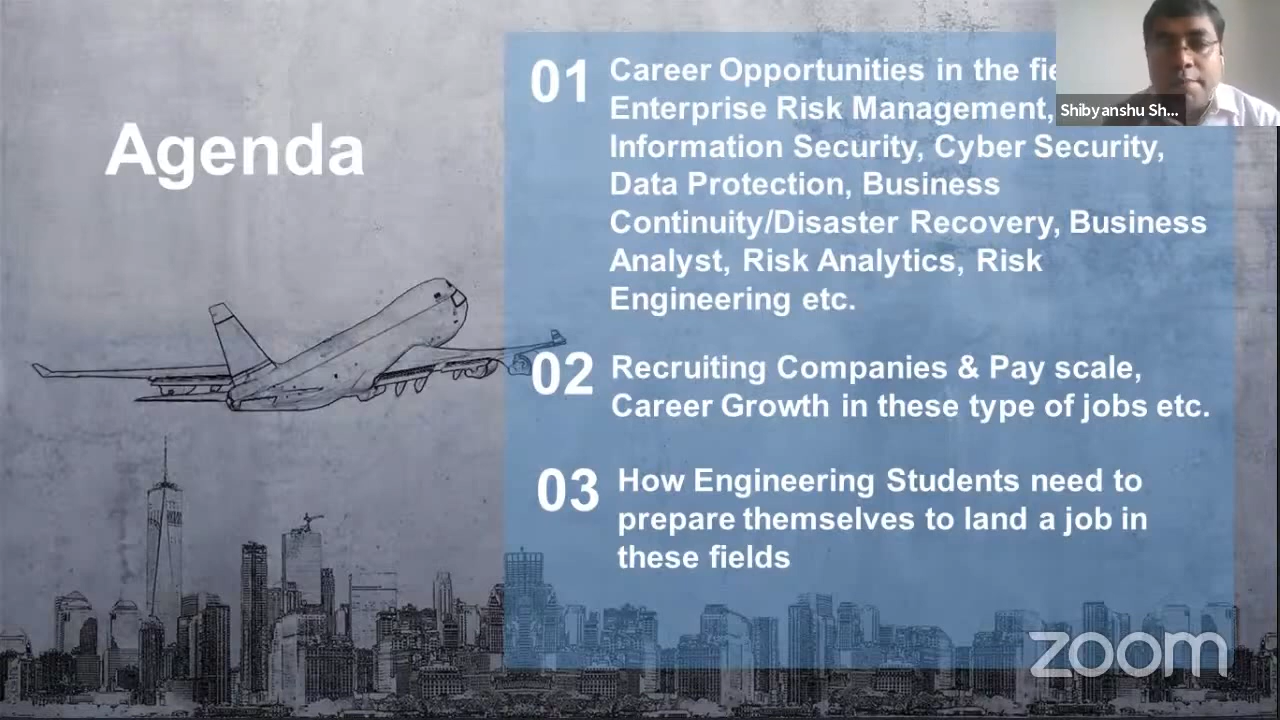 Agenda
01
Career Opportunities in the
Enterprise Risk Management,
Information Security, Cyber Security,
Data Protection, Business
Continuity/Disaster Recovery, Business
Analyst, Risk Analytics, Risk
Engineering etc.
02
Recruiting Companies & Pay scale,
Career Growth in these type of jobs etc.
03
How Engineering Students need to
prepare themselves to land a job in
these fields
Shibyanshu Sh...
zoom